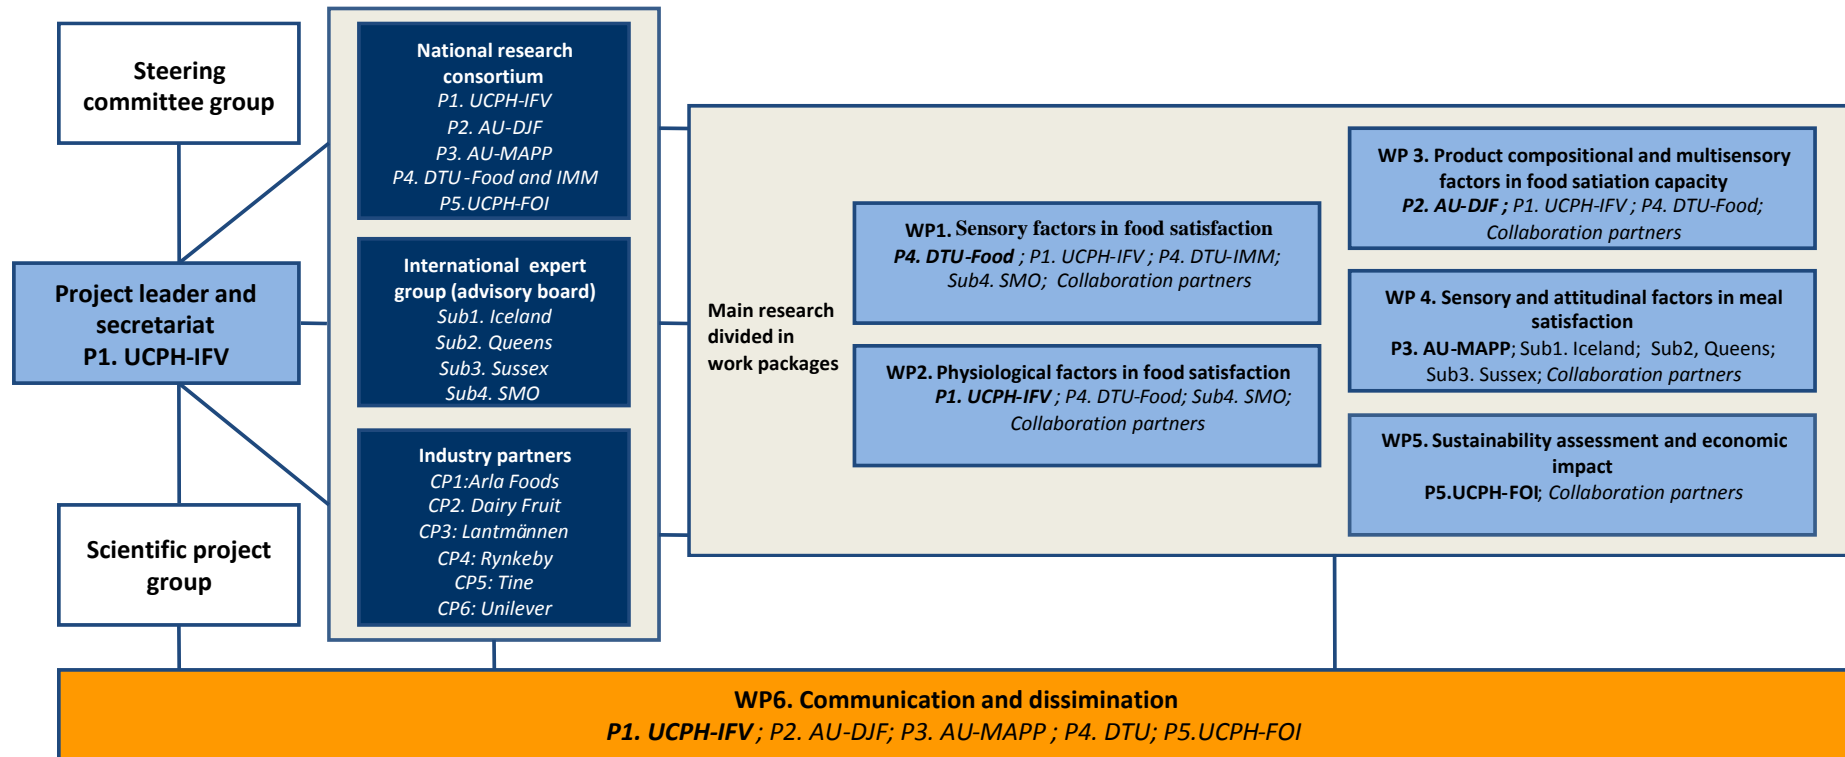 Steering
committee group
Project leader and
secretariat
P1. UCPH-IFV
Scientific project
group
National research
consortium
P1. UCPH-IFV
P2. AU-DJF
P3. AU-MAPP
P4. DTU-Food and IMM
P5.UCPH-FOI
International expert
group (advisory board)
Sub1. Iceland
Sub2. Queens
Sub3. Sussex
Sub4. SMO
Industry partners
CP1:Arla Foods
CP2. Dairy Fruit
CP3: Lantmännen
CP4: Rynkeby
CP5: Tine
CP6: Unilever
Main research
divided in
work packages
WP1. Sensory factors in food satisfaction
P4. DTU-Food ; P1. UCPH-IFV ; P4. DTU-IMM;
Sub4. SMO; Collaboration partners
WP2. Physiological factors in food satisfaction
P1. UCPH-IFV ; P4. DTU-Food; Sub4. SMO;
Collaboration partners
WP 3. Product compositional and multisensory
factors in food satiation capacity
P2. AU-DJF ; P1. UCPH-IFV ; P4. DTU-Food;
Collaboration partners
WP 4. Sensory and attitudinal factors in meal
satisfaction
P3. AU-MAPP; Sub1. Iceland; Sub2, Queens;
Sub3. Sussex; Collaboration partners
WP5. Sustainability assessment and economic
impact
P5.UCPH-FOI; Collaboration partners
WP6. Communication and dissimination
P1. UCPH-IFV ; P2. AU-DJF; P3. AU-MAPP ; P4. DTU; P5.UCPH-FOI